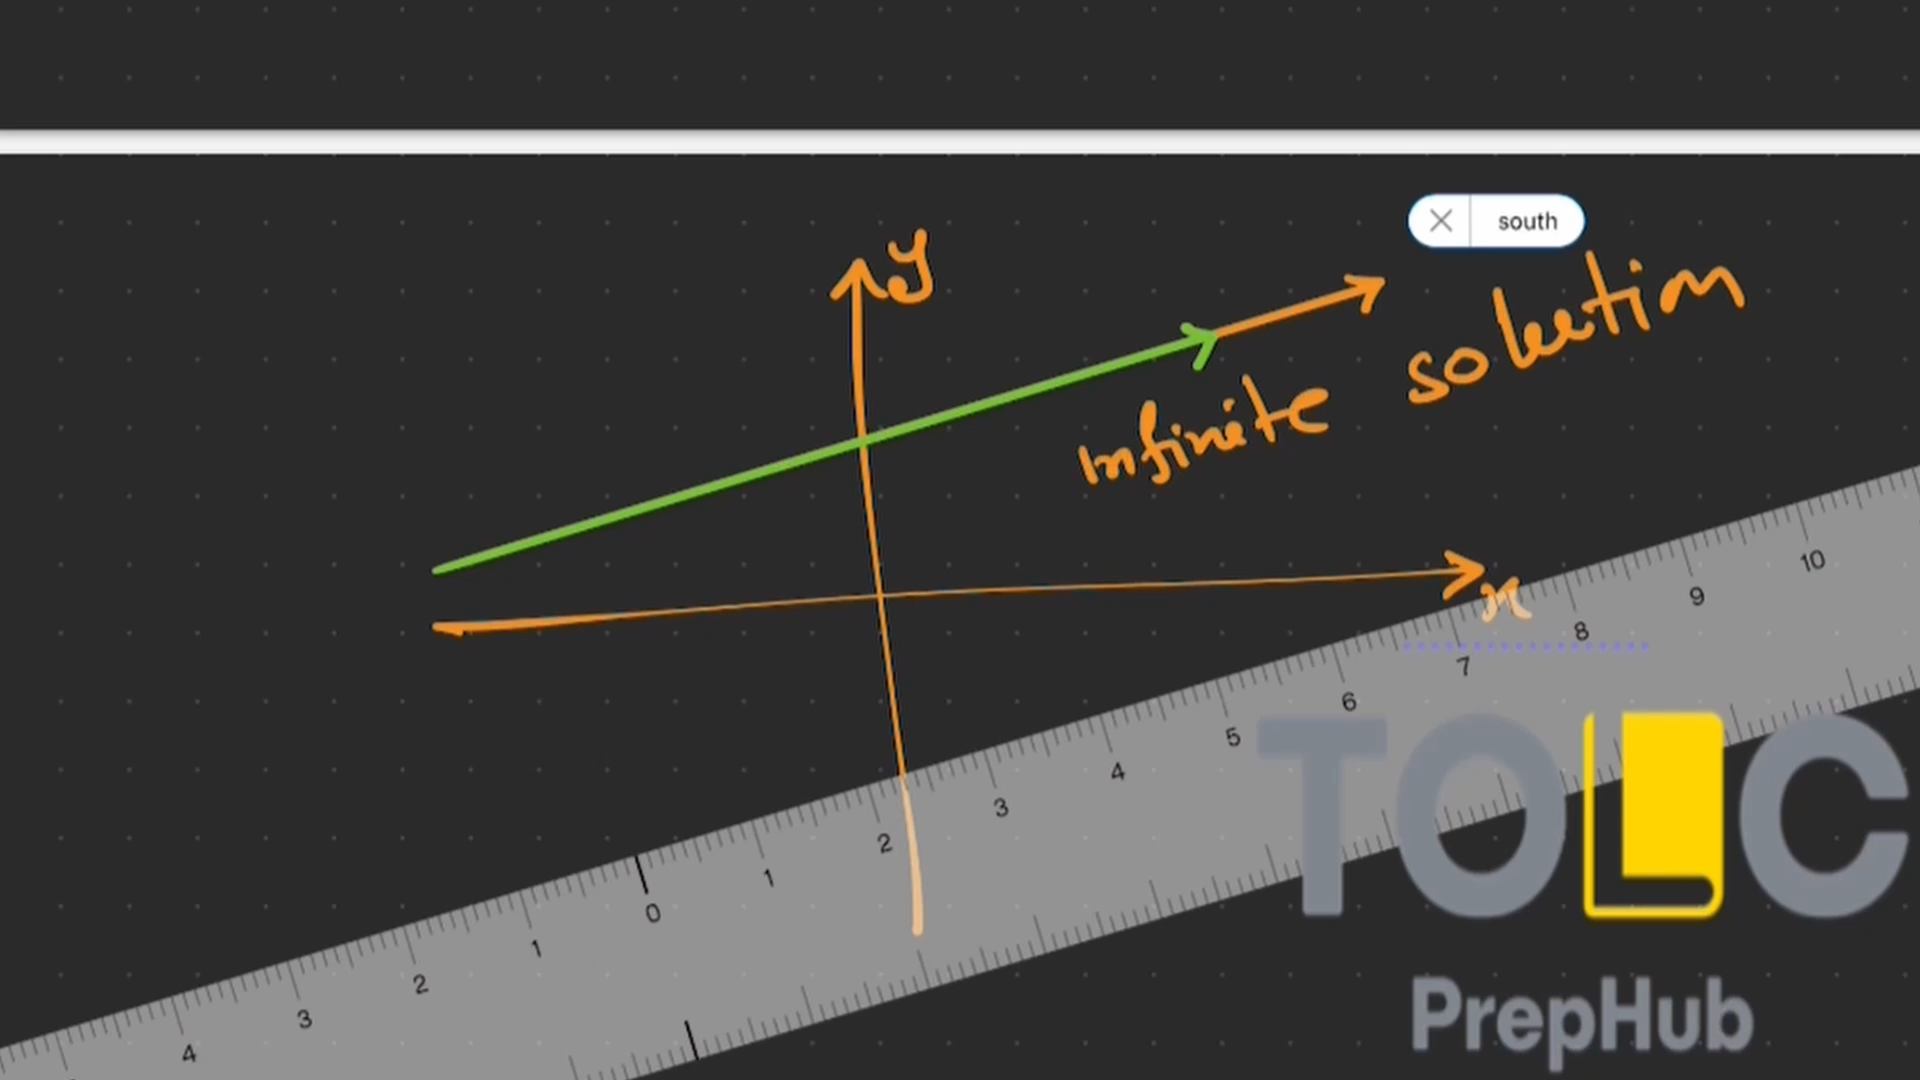 south
y
Infinite solution
x
4 3 2 1 0 1 2 3 4 5 6 7 8 9 10
TOLC
PrepHub